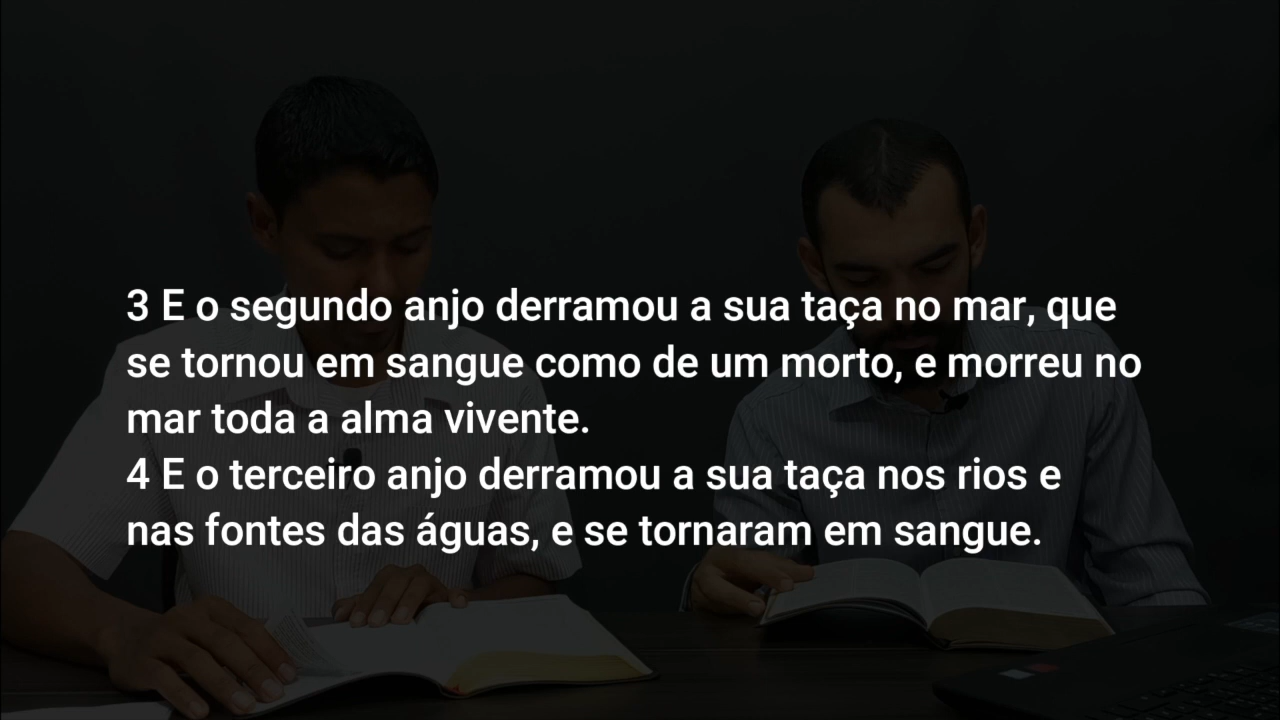 3 E o segundo anjo derramou a sua taça no mar, que
se tornou em sangue como de um morto, e morreu no
mar toda a alma vivente.
4 E o terceiro anjo derramou a sua taça nos rios e
nas fontes das águas, e se tornaram em sangue.